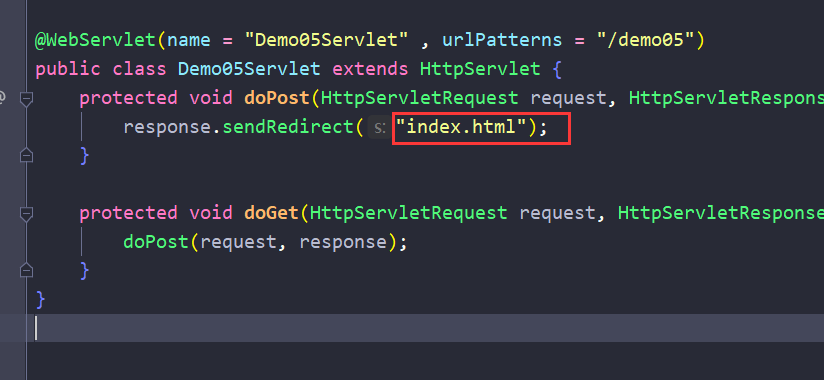 @WebServlet(name = "Demo05Servlet" , urlPatterns = "/demo05")
public class Demo05Servlet extends HttpServlet {
@ protected void doPost(HttpServletRequest request, HttpServletRespons
response.sendRedirect( s: "index.html");
}
protected void doGet(HttpServletRequest request, HttpServletResponse
doPost(request, response);
}
}